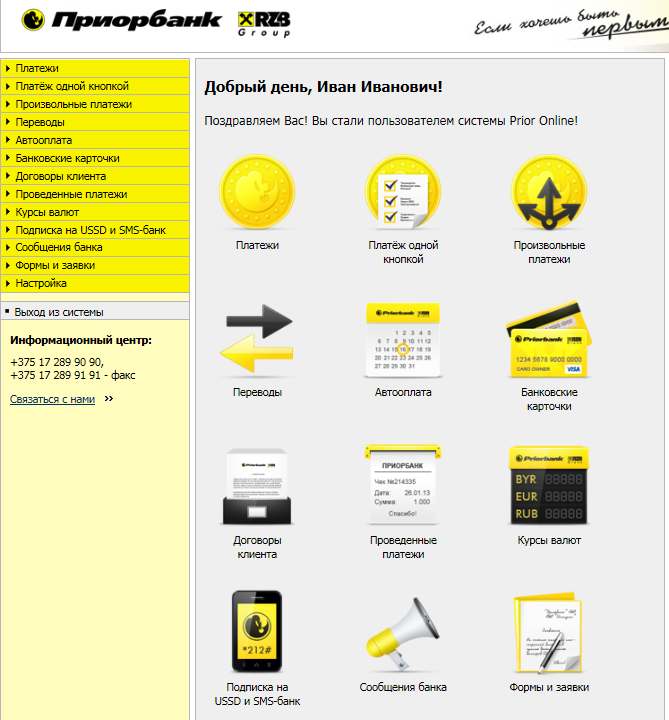 Приорбанк
RZB
Group
Если хочешь быть
первым
Платежи
Платёж одной кнопкой
Произвольные платежи
Переводы
Автооплата
Банковские карточки
Договоры клиента
Проведенные платежи
Курсы валют
Подписка на USSD и SMS-банк
Сообщения банка
Формы и заявки
Настройка
Выход из системы
Информационный центр:
+375 17 289 90 90,
+375 17 289 91 91 - факс
Связаться с нами
Добрый день, Иван Иванович!
Поздравляем Вас! Вы стали пользователем системы Prior Online!
Платежи
Платёж одной
кнопкой
Произвольные
платежи
Priorbank
1 2 3 4 5
6 7 8 9 10 11 12
13 14 15 16 17 18 19
20 21 22 23 24 25 26
27 28 29 30 31
Priorbank RZB
1234 5678 9000 0000
CARD OWNER
VISA
Переводы
Автооплата
Банковские
карточки
Priorbank RZB
ПРИОРБАНК
Чек №214335
Дата: 26.01.13
Сумма: 1.000
Спасибо!
Priorbank RZB
BYR 88888
EUR 88888
RUB 88888
Договоры
клиента
Проведенные
платежи
Курсы валют
*212#
Подписка на
USSD и SMS-банк
Сообщения банка
Формы и заявки